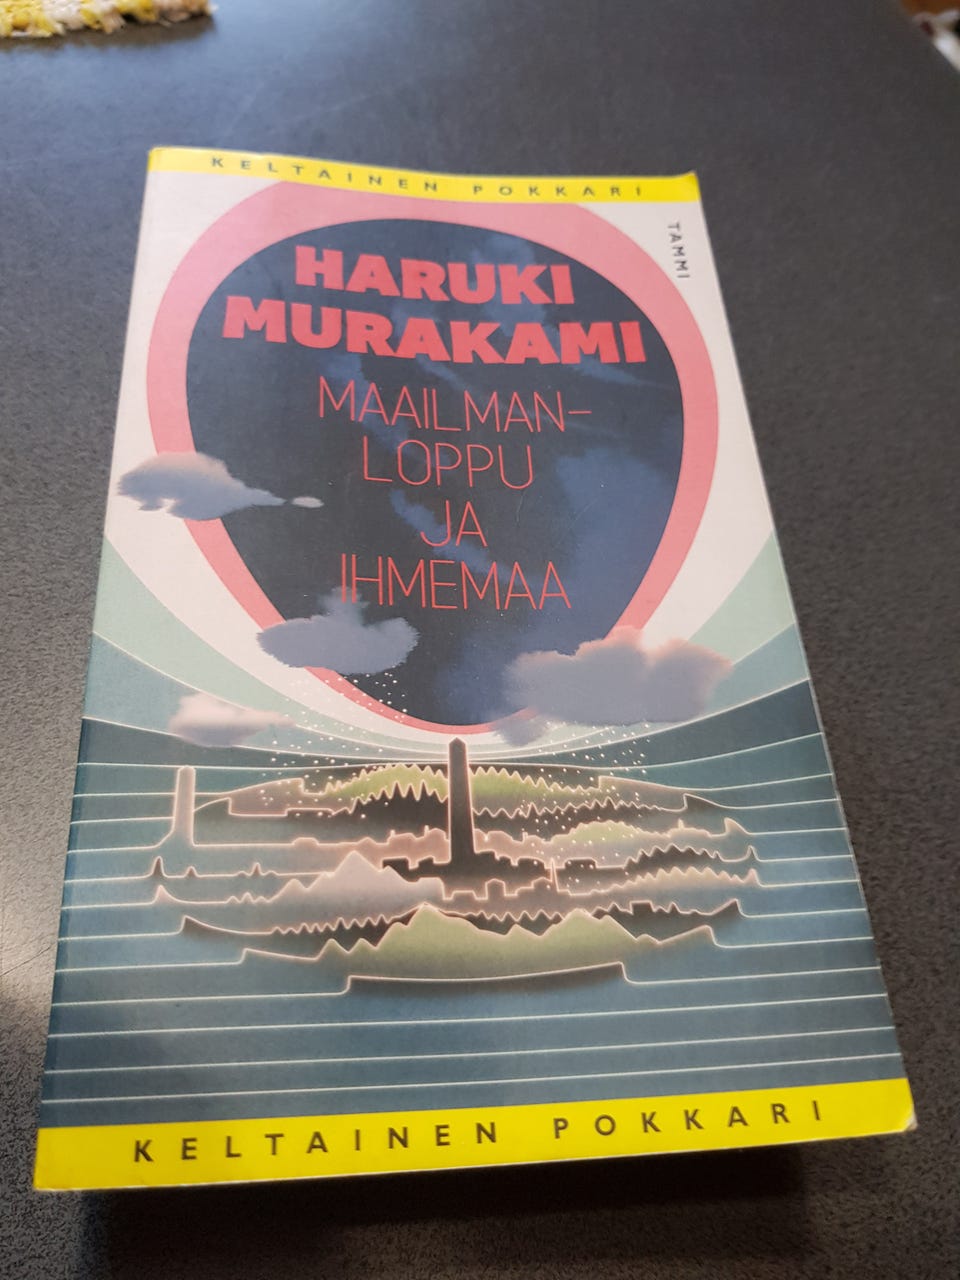 KELTAINEN POKKARI
TAMMI
HARUKI
MURAKAMI
MAAILMAN-
LOPPU
JA
IHMEMAA
KELTAINEN POKKARI